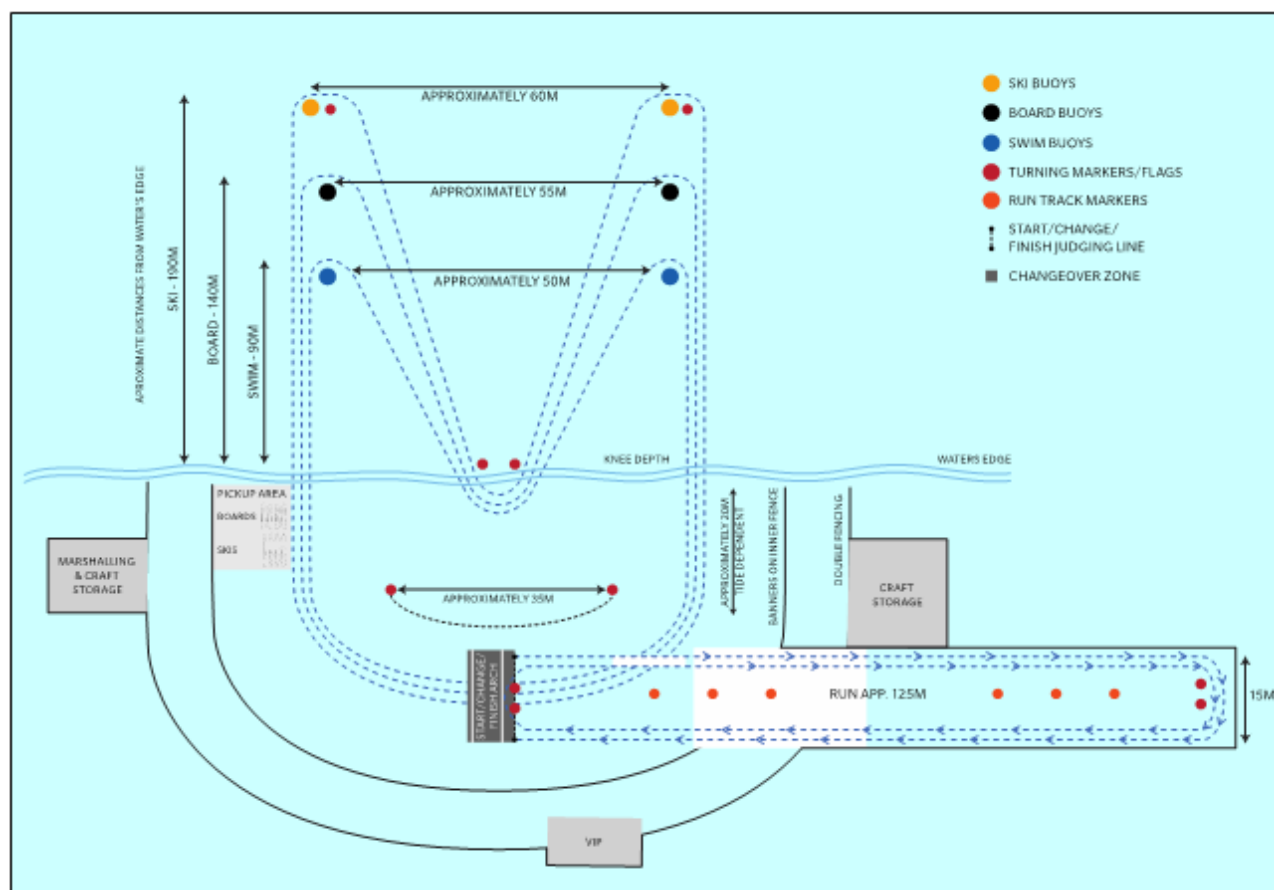 APPROXIMATELY 60M
APPROXIMATELY 55M
APPROXIMATELY 50M
SKI BUOYS
BOARD BUOYS
SWIM BUOYS
TURNING MARKERS/FLAGS
RUN TRACK MARKERS
START/CHANGE/
FINISH JUDGING LINE
CHANGEOVER ZONE
APROXIMATE DISTANCES FROM WATER'S EDGE
SKI - 190M
BOARD - 140M
SWIM - 90M
KNEE DEPTH
WATERS EDGE
PICKUP AREA
BOARDS
SKIS
MARSHALLING
& CRAFT
STORAGE
APPROXIMATELY 35M
APPROXIMATELY 20M
TIDE DEPENDENT
BANNERS ON INNER FENCE
DOUBLE FENCING
CRAFT
STORAGE
START/CHANGE/
FINISH ARCH
RUN APP. 125M
15M
VIP